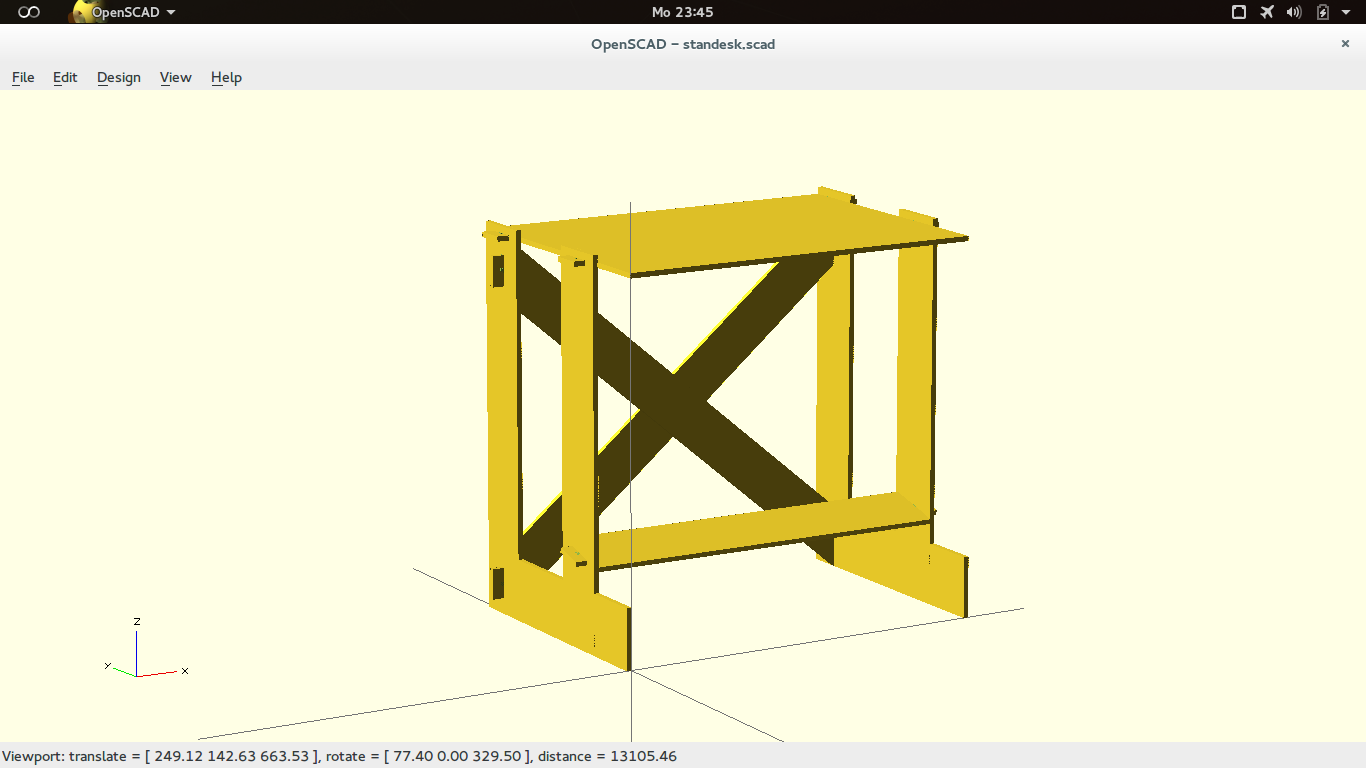 OpenSCAD
Mo 23:45
OpenSCAD – standesk.scad
×
File Edit Design View Help
Z
Y
X
Viewport: translate = [ 249.12 142.63 663.53 ], rotate = [ 77.40 0.00 329.50 ], distance = 13105.46